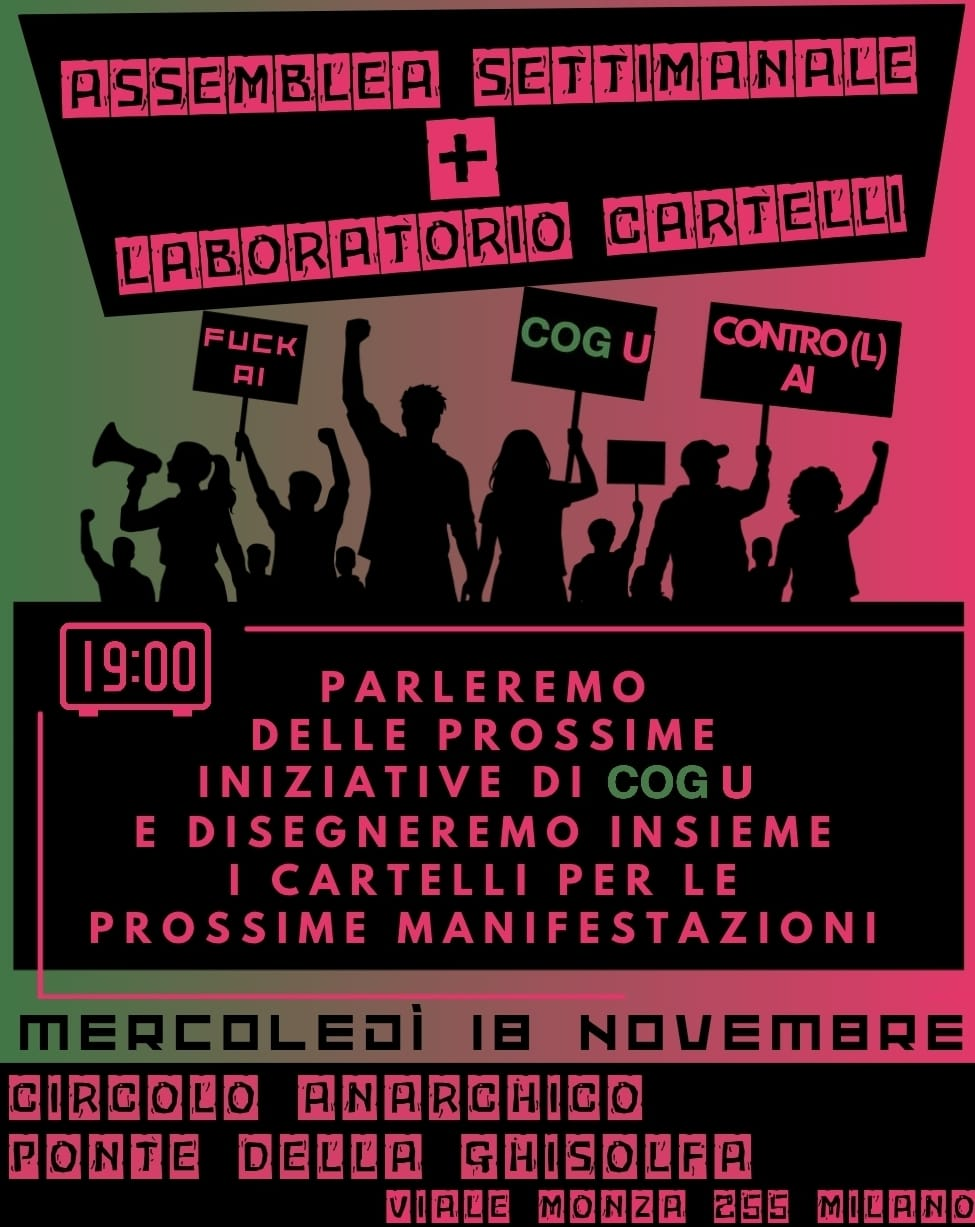 ASSEMBLEA SETTIMANALE
+
LABORATORIO CARTELLI
FUCK
AI
COG U
CONTRO(L)
AI
19:00
PARLEREMO
DELLE PROSSIME
INIZIATIVE DI COG U
E DISEGNEREMO INSIEME
I CARTELLI PER LE
PROSSIME MANIFESTAZIONI
MERCOLEDÌ 18 NOVEMBRE
CIRCOLO ANARCHICO
PONTE DELLA GHISOLFA
VIALE MONZA 255 MILANO